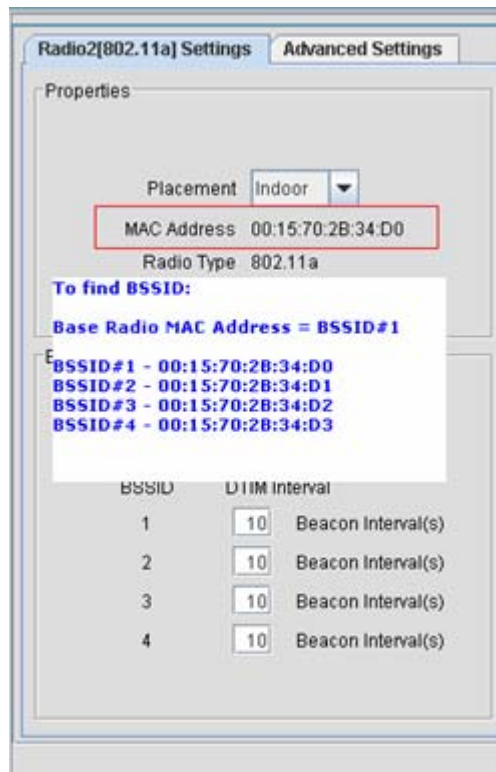 Radio2[802.11a] Settings Advanced Settings
Properties
Placement Indoor
MAC Address 00:15:70:2B:34:D0
Radio Type 802.11a
To find BSSID:
Base Radio MAC Address = BSSID#1
BSSID#1 - 00:15:70:2B:34:D0
BSSID#2 - 00:15:70:2B:34:D1
BSSID#3 - 00:15:70:2B:34:D2
BSSID#4 - 00:15:70:2B:34:D3
BSSID DTIM Interval
1 10 Beacon Interval(s)
2 10 Beacon Interval(s)
3 10 Beacon Interval(s)
4 10 Beacon Interval(s)